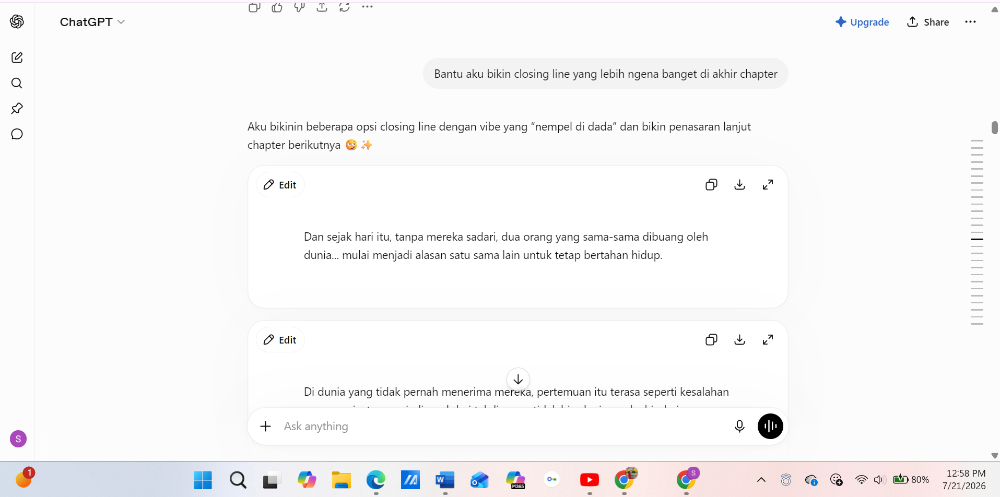 ChatGPT
Upgrade
Share
Bantu aku bikin closing line yang lebih ngena banget di akhir chapter
Aku bikinin beberapa opsi closing line dengan vibe yang “nempel di dada” dan bikin penasaran lanjut
chapter berikutnya 😏 ✨
Edit
Dan sejak hari itu, tanpa mereka sadari, dua orang yang sama-sama dibuang oleh
dunia... mulai menjadi alasan satu sama lain untuk tetap bertahan hidup.
Edit
Di dunia yang tidak pernah menerima mereka, pertemuan itu terasa seperti kesalahan
Ask anything
S
1
W
M365
S
80%
12:58 PM
7/21/2026